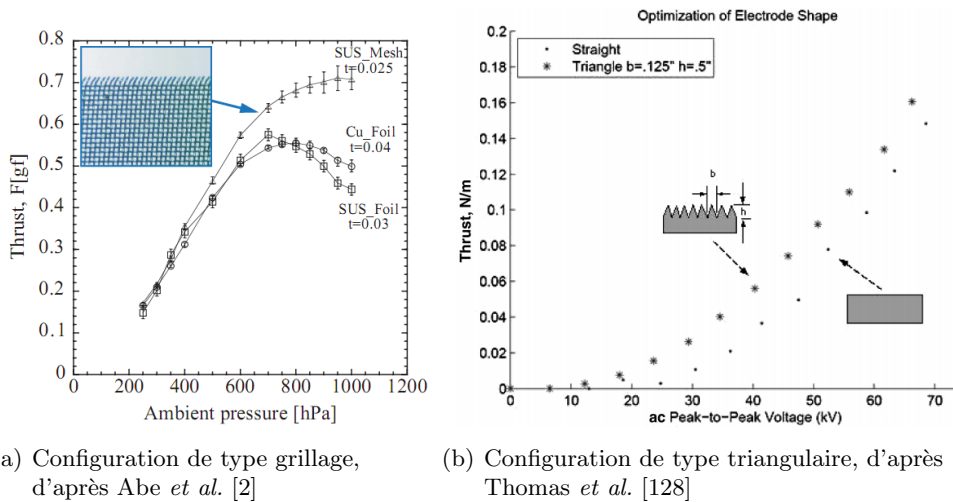 0.8
0.7
0.6
0.5
0.4
0.3
0.2
0.1
0
0 200 400 600 800 1000 1200
Thrust, F[gf]
Ambient pressure [hPa]
SUS_Mesh
t=0.025
Cu_Foil
t=0.04
SUS_Foil
t=0.03
a) Configuration de type grillage,
d'après Abe et al. [2]
Optimization of Electrode Shape
Straight
Triangle b=.125" h=.5"
0.2
0.18
0.16
0.14
0.12
0.1
0.08
0.06
0.04
0.02
0
0 10 20 30 40 50 60 70
Thrust, N/m
b
h
ac Peak-to-Peak Voltage (kV)
(b) Configuration de type triangulaire, d'après
Thomas et al. [128]